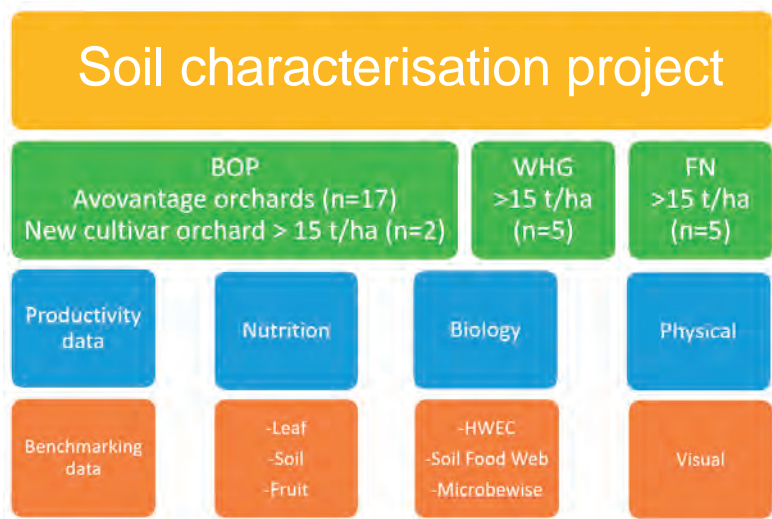 Soil characterisation project
BOP
Avovantage orchards (n=17)
New cultivar orchard > 15 t/ha (n=2)
WHG
>15 t/ha
(n=5)
FN
>15 t/ha
(n=5)
Productivity
data
Nutrition
Biology
Physical
Benchmarking
data
-Leaf
-Soil
-Fruit
-HWEC
-Soil Food Web
-Microbewise
Visual